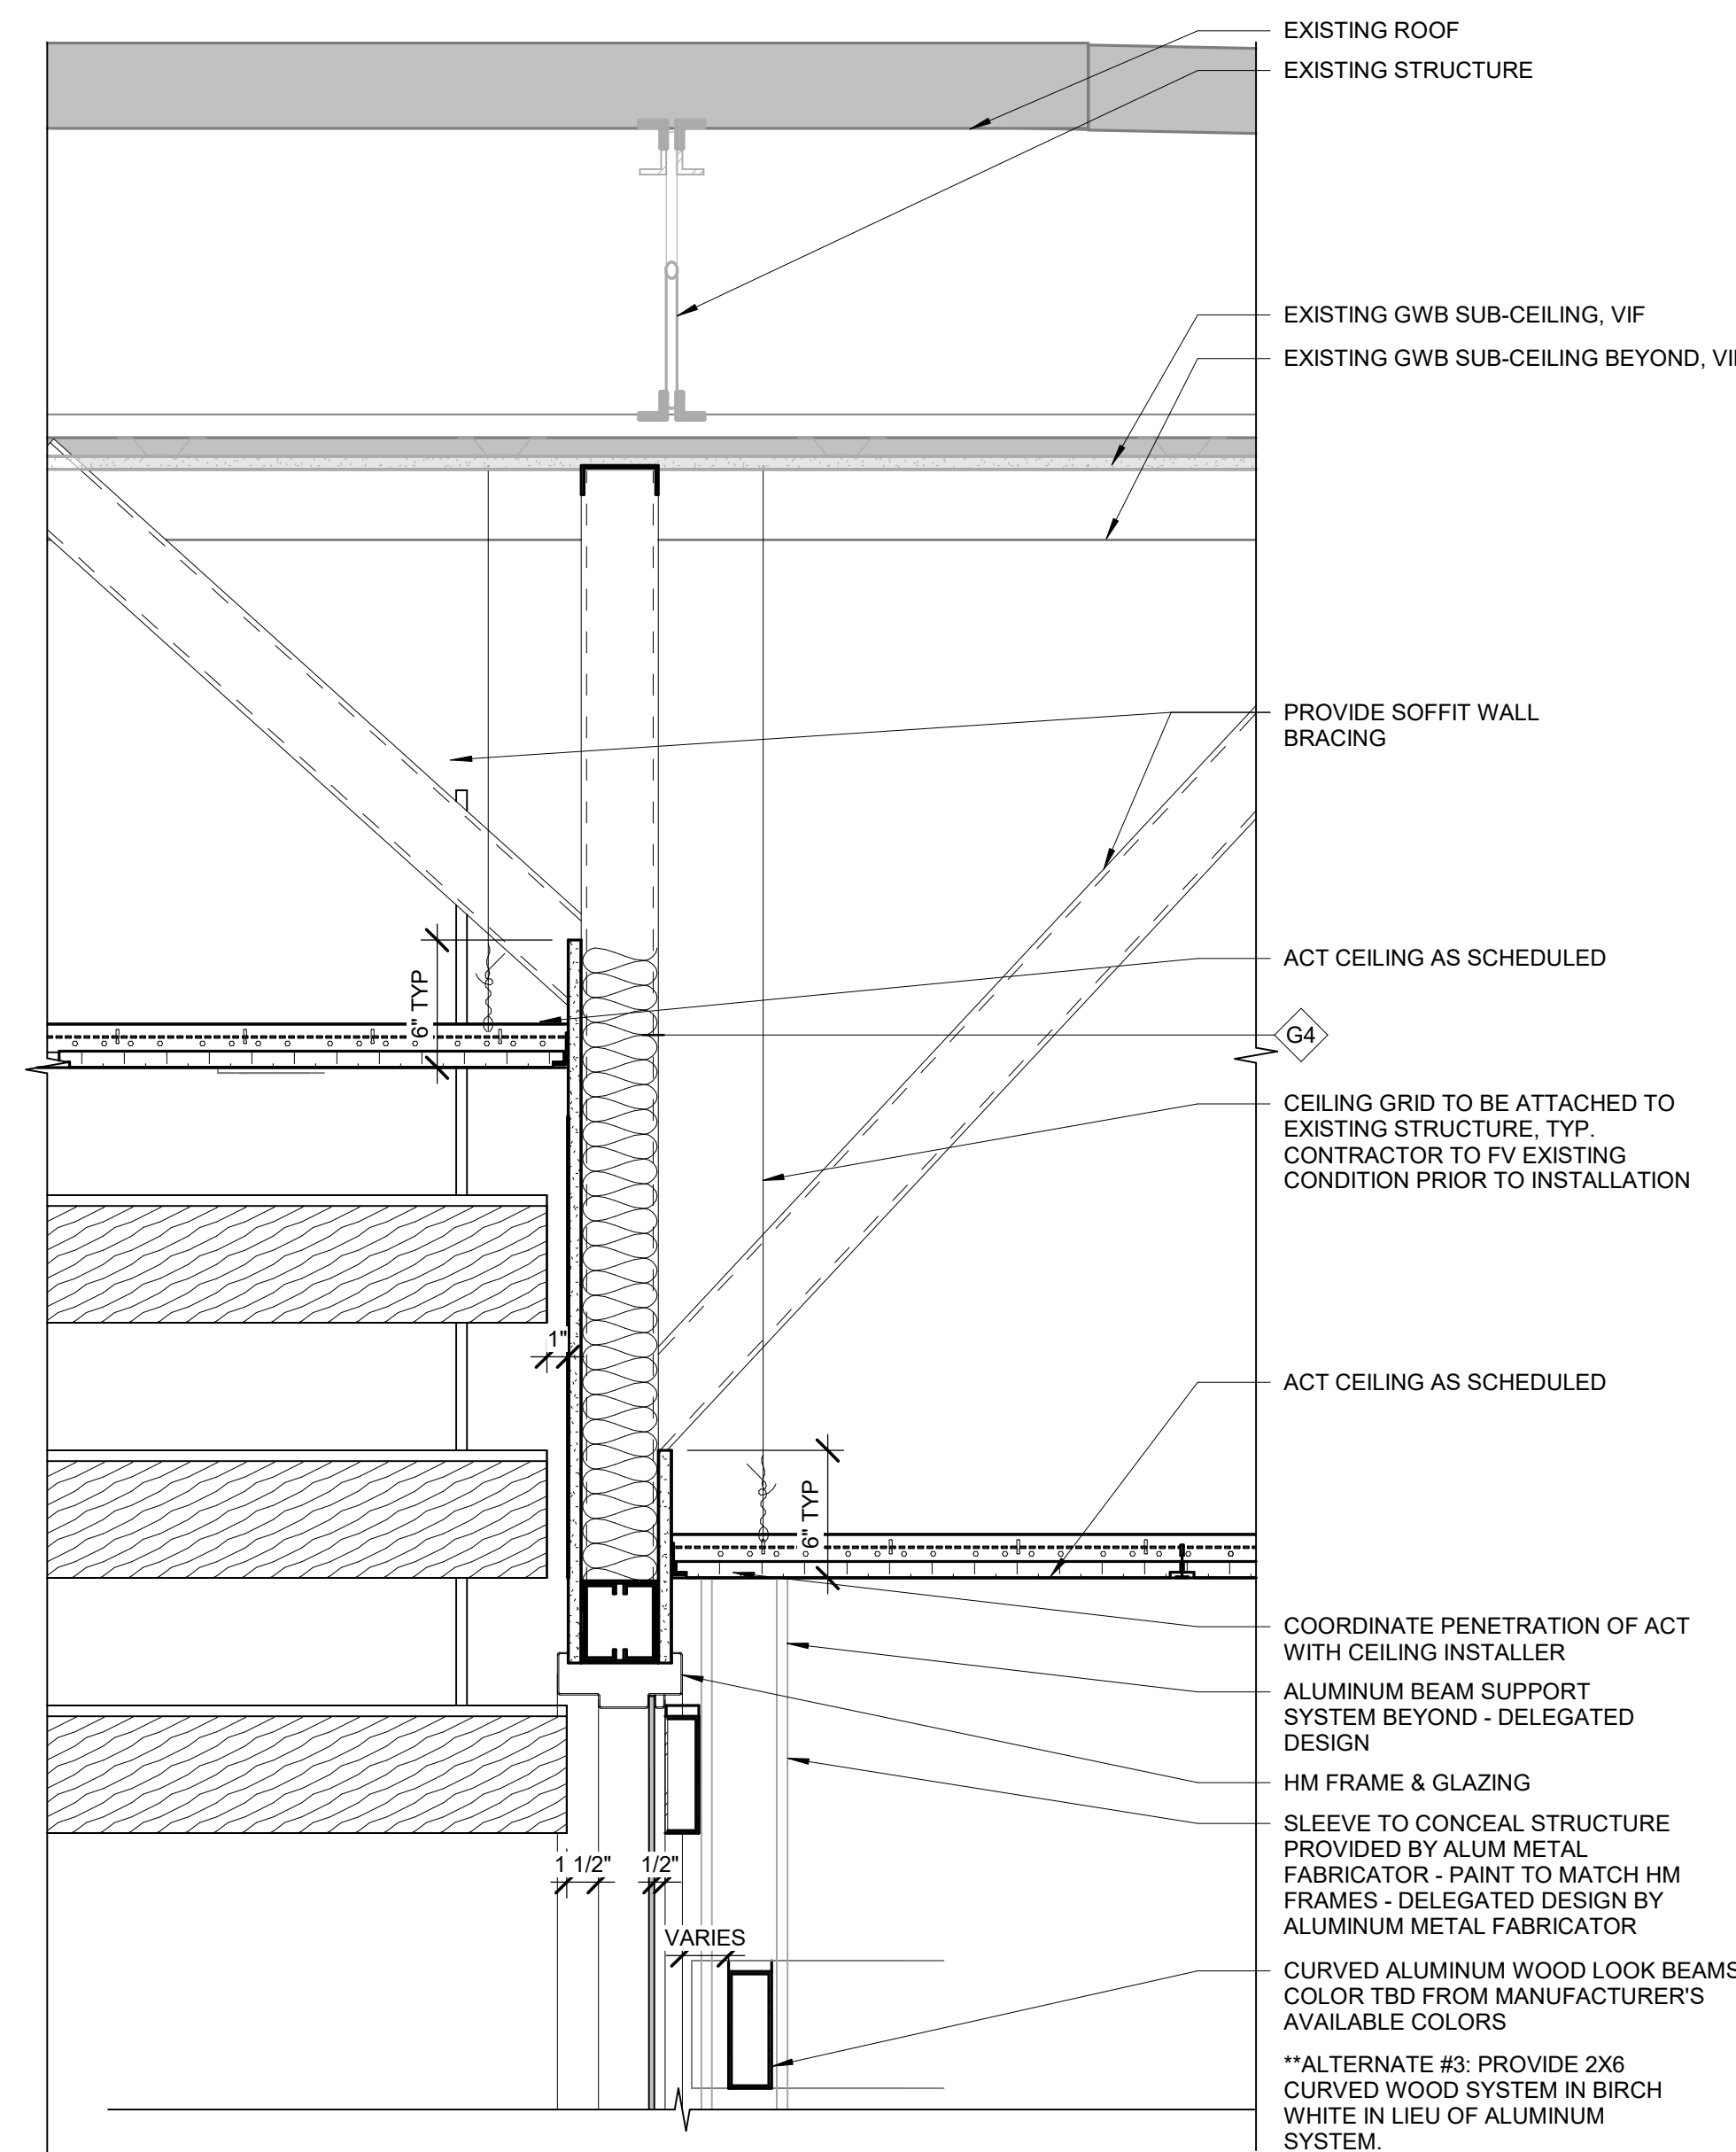 EXISTING ROOF
EXISTING STRUCTURE
EXISTING GWB SUB-CEILING, VIF
EXISTING GWB SUB-CEILING BEYOND,
PROVIDE SOFFIT WALL
BRACING
ACT CEILING AS SCHEDULED
6" TYP
G4
CEILING GRID TO BE ATTACHED TO
EXISTING STRUCTURE, TYP.
CONTRACTOR TO FV EXISTING
CONDITION PRIOR TO INSTALLATION
1"
ACT CEILING AS SCHEDULED
6" TYP
COORDINATE PENETRATION OF ACT
WITH CEILING INSTALLER
ALUMINUM BEAM SUPPORT
SYSTEM BEYOND - DELEGATED
DESIGN
HM FRAME & GLAZING
SLEEVE TO CONCEAL STRUCTURE
PROVIDED BY ALUM METAL
FABRICATOR - PAINT TO MATCH HM
FRAMES - DELEGATED DESIGN BY
ALUMINUM METAL FABRICATOR
1 1/2"
1/2"
VARIES
CURVED ALUMINUM WOOD LOOK BEAMS
COLOR TBD FROM MANUFACTURER'S
AVAILABLE COLORS
**ALTERNATE #3: PROVIDE 2X6
CURVED WOOD SYSTEM IN BIRCH
WHITE IN LIEU OF ALUMINUM
SYSTEM.